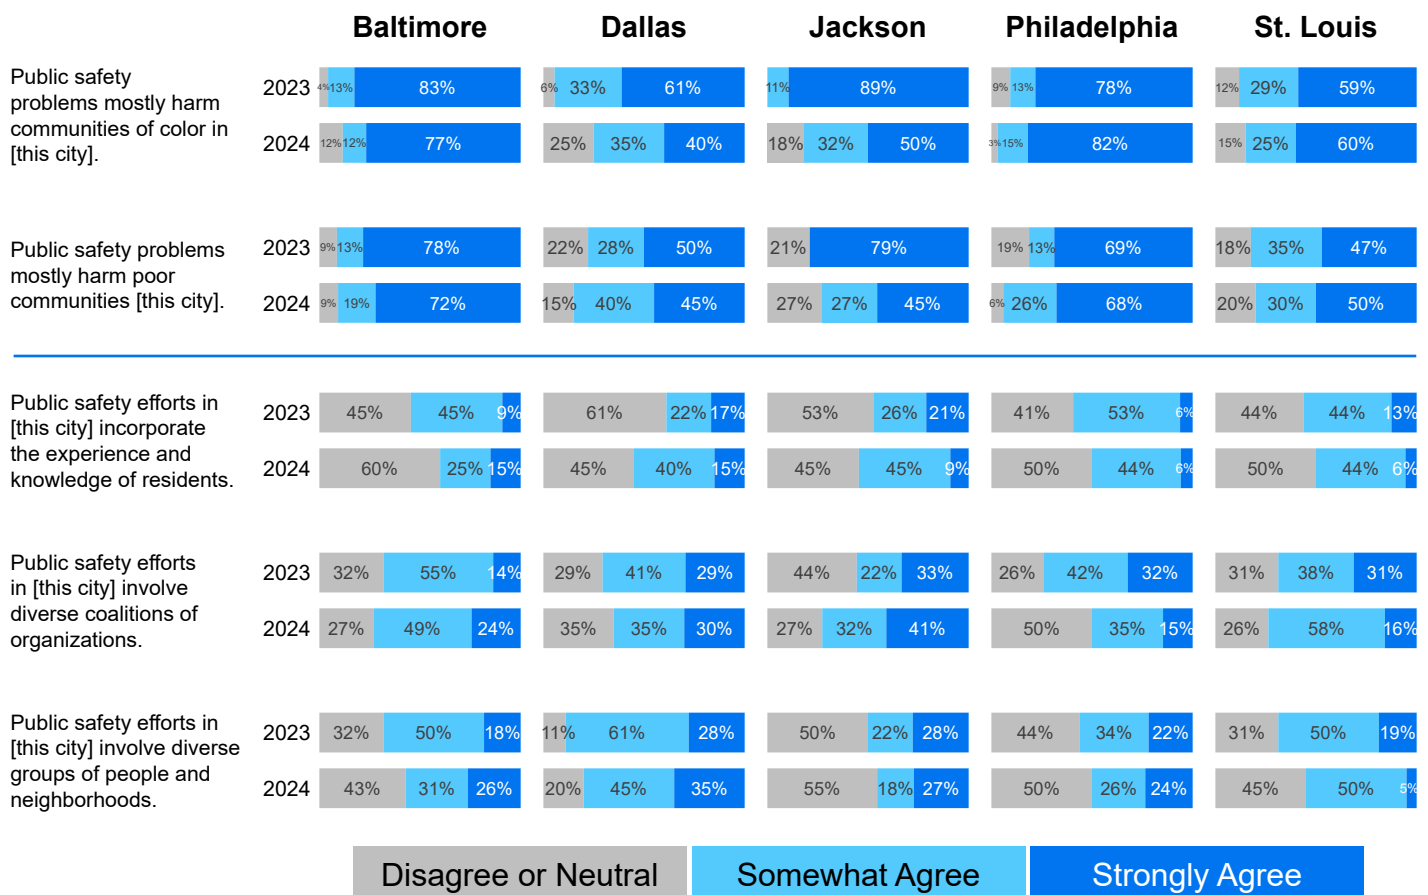 Baltimore Dallas Jackson Philadelphia St. Louis
Public safety
problems mostly harm
communities of color in
[this city].
2023 4% 13% 83% 6% 33% 61% 11% 89% 9% 13% 78% 12% 29% 59%
2024 12% 12% 77% 25% 35% 40% 18% 32% 50% 3% 15% 82% 15% 25% 60%
Public safety problems
mostly harm poor
communities [this city].
2023 9% 13% 78% 22% 28% 50% 21% 79% 19% 13% 69% 18% 35% 47%
2024 9% 19% 72% 15% 40% 45% 27% 27% 45% 6% 26% 68% 20% 30% 50%
Public safety efforts in
[this city] incorporate
the experience and
knowledge of residents.
2023 45% 45% 9% 61% 22% 17% 53% 26% 21% 41% 53% 6% 44% 44% 13%
2024 60% 25% 15% 45% 40% 15% 45% 45% 9% 50% 44% 6% 50% 44% 6%
Public safety efforts
in [this city] involve
diverse coalitions of
organizations.
2023 32% 55% 14% 29% 41% 29% 44% 22% 33% 26% 42% 32% 31% 38% 31%
2024 27% 49% 24% 35% 35% 30% 27% 32% 41% 50% 35% 15% 26% 58% 16%
Public safety efforts in
[this city] involve diverse
groups of people and
neighborhoods.
2023 32% 50% 18% 11% 61% 28% 50% 22% 28% 44% 34% 22% 31% 50% 19%
2024 43% 31% 26% 20% 45% 35% 55% 18% 27% 50% 26% 24% 45% 50% 5%
Disagree or Neutral Somewhat Agree Strongly Agree